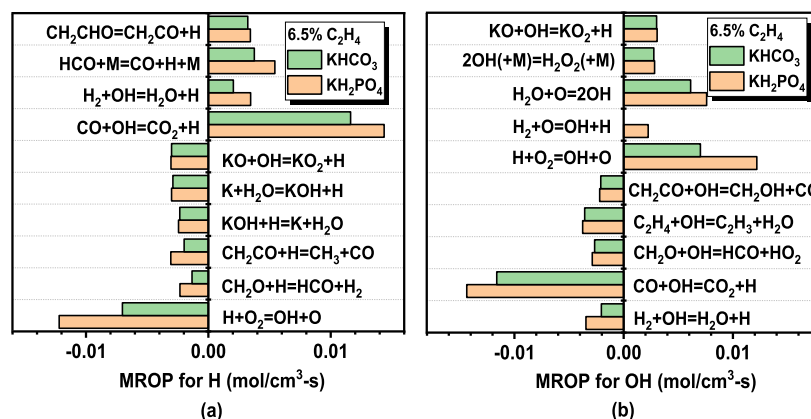 6.5% C₂H₄
KHCO₃
KH₂PO₄
CH₂CHO=CH₂CO+H
HCO+M=CO+H+M
H₂+OH=H₂O+H
CO+OH=CO₂+H
KO+OH=KO₂+H
K+H₂O=KOH+H
KOH+H=K+H₂O
CH₂CO+H=CH₃+CO
CH₂O+H=HCO+H₂
H+O₂=OH+O
-0.01 0.00 0.01
MROP for H (mol/cm³-s)
(a)
6.5% C₂H₄
KHCO₃
KH₂PO₄
KO+OH=KO₂+H
2OH(+M)=H₂O₂(+M)
H₂O+O=2OH
H₂+O=OH+H
H+O₂=OH+O
CH₂CO+OH=CH₂OH+CO
C₂H₄+OH=C₂H₃+H₂O
CH₂O+OH=HCO+HO₂
CO+OH=CO₂+H
H₂+OH=H₂O+H
-0.01 0.00 0.01
MROP for OH (mol/cm³-s)
(b)